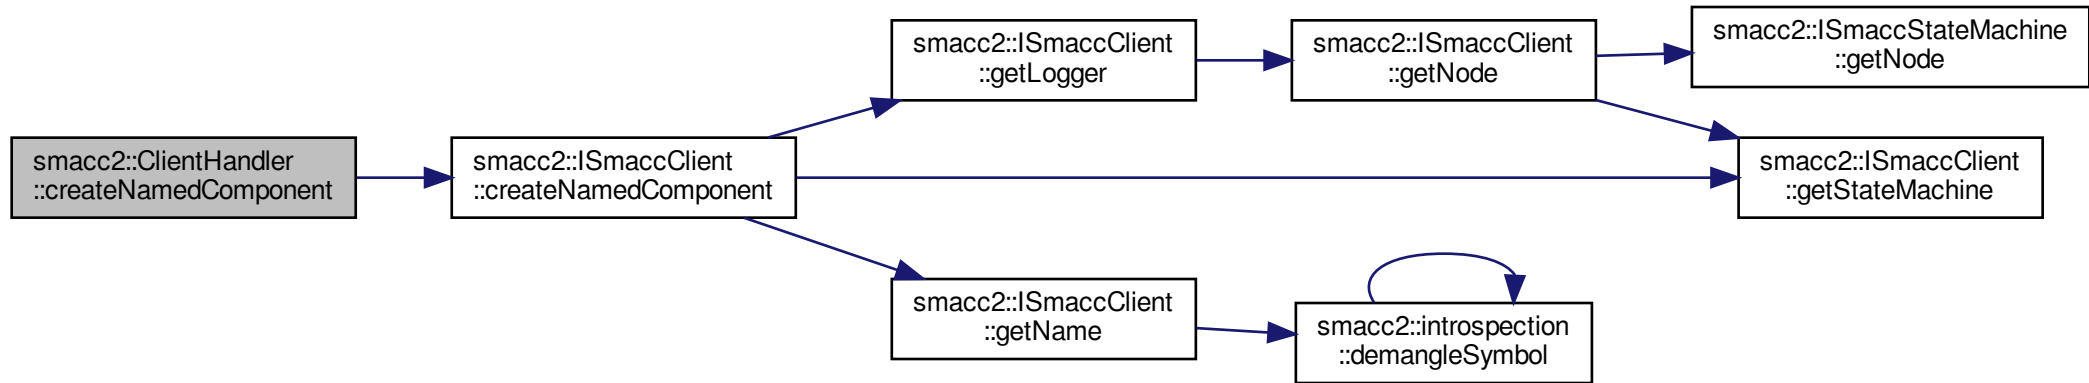 smacc2::ClientHandler
::createNamedComponent
smacc2::ISmaccClient
::createNamedComponent
smacc2::ISmaccClient
::getLogger
smacc2::ISmaccClient
::getNode
smacc2::ISmaccStateMachine
::getNode
smacc2::ISmaccClient
::getStateMachine
smacc2::ISmaccClient
::getName
smacc2::introspection
::demangleSymbol